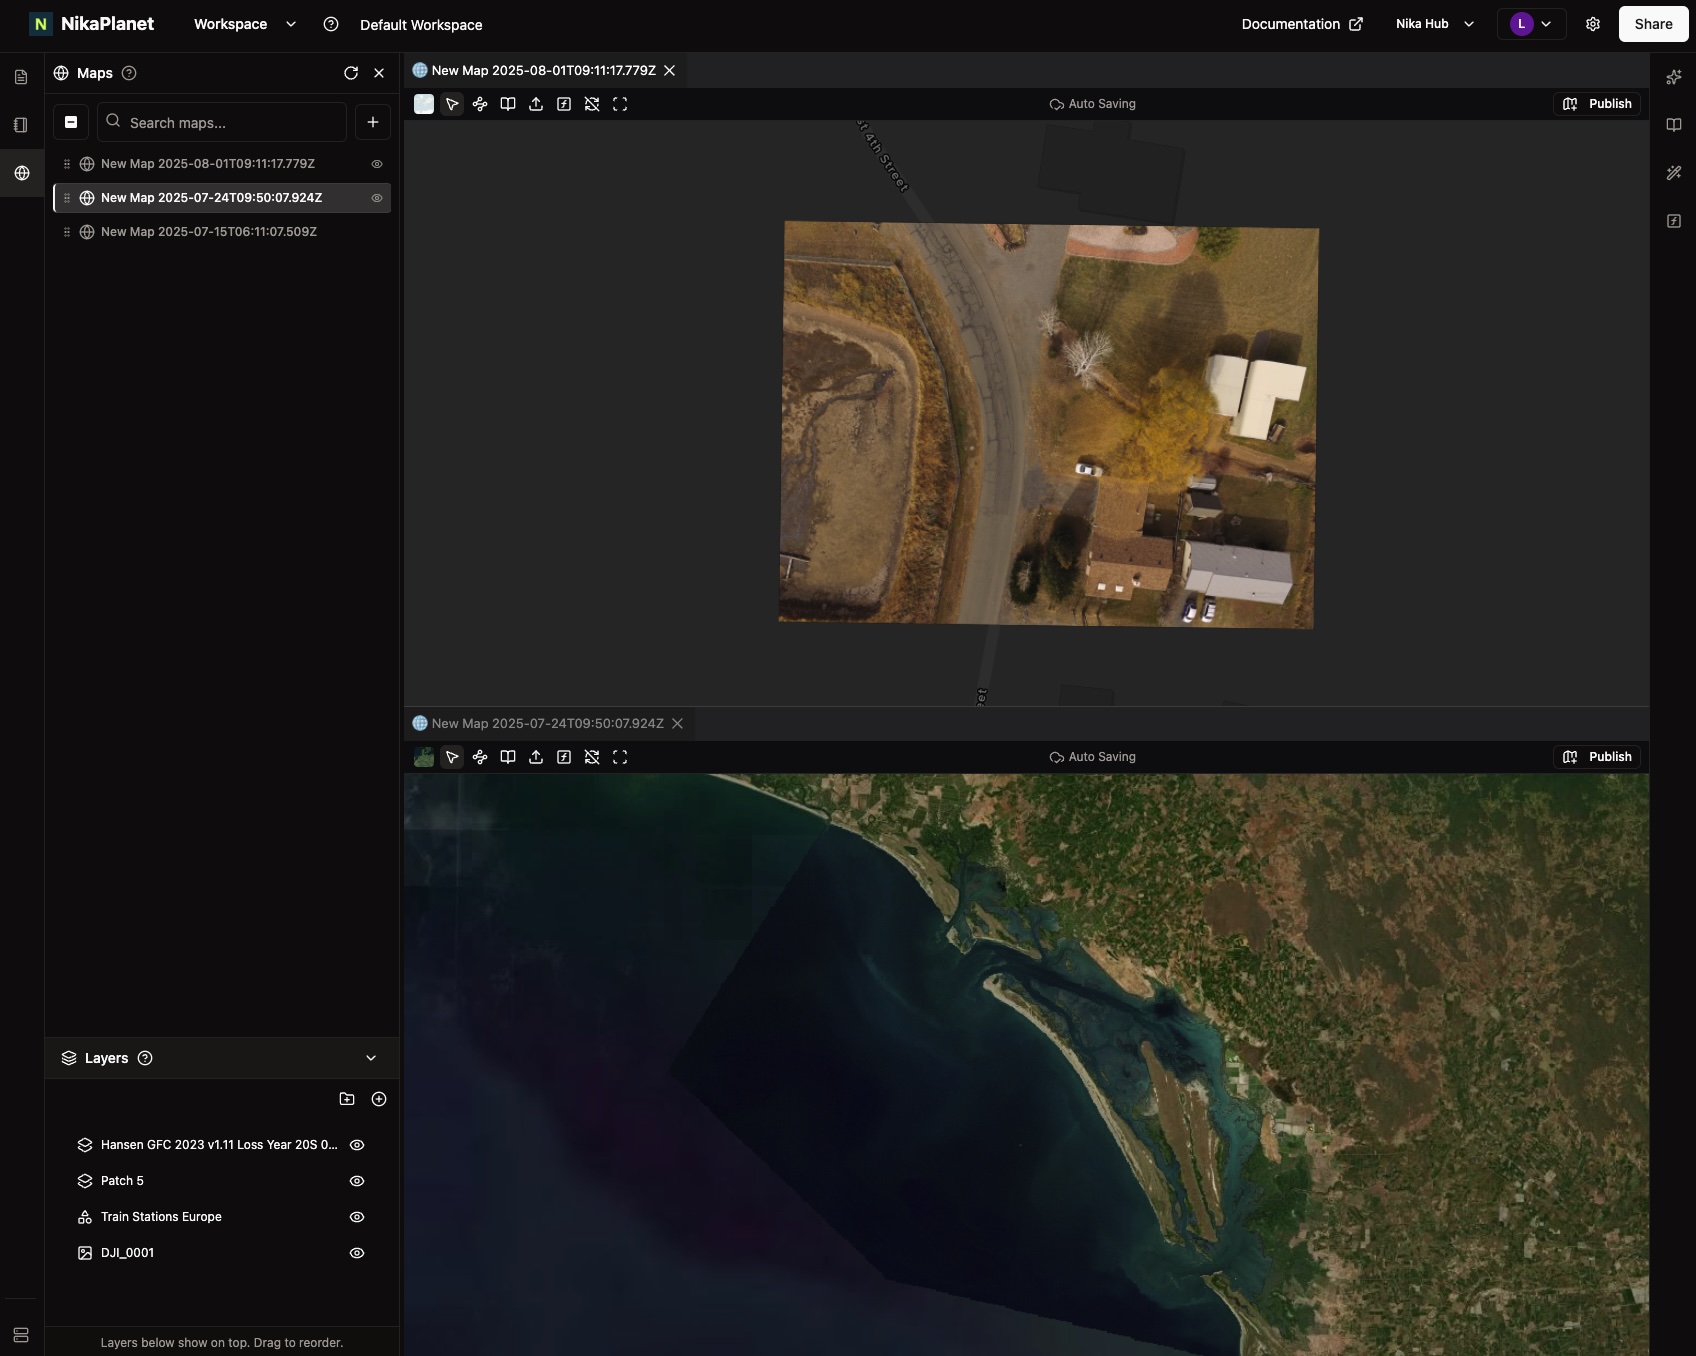 N NikaPlanet Workspace Default Workspace Documentation Nika Hub L Share
Maps
Search maps...
New Map 2025-08-01T09:11:17.779Z
New Map 2025-07-24T09:50:07.924Z
New Map 2025-07-15T06:11:07.509Z
Layers
Hansen GFC 2023 v1.11 Loss Year 20S 0...
Patch 5
Train Stations Europe
DJI_0001
Layers below show on top. Drag to reorder.
New Map 2025-08-01T09:11:17.779Z
Auto Saving Publish
st 4th Street
eet
New Map 2025-07-24T09:50:07.924Z
Auto Saving Publish